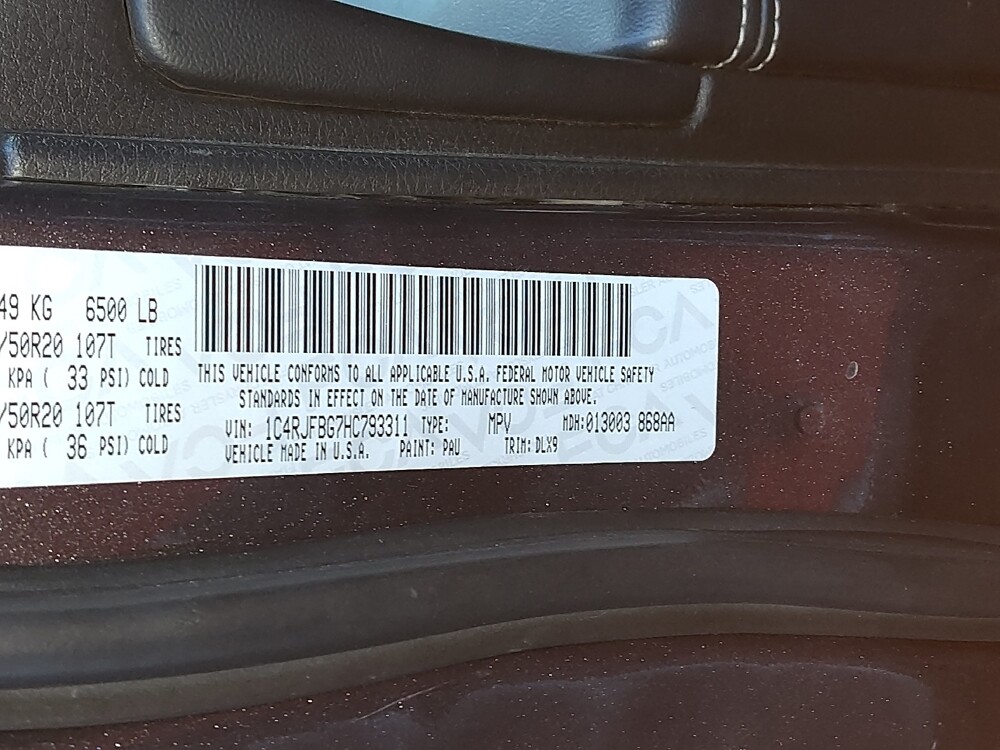 49 KG 6500 LB
/50R20 107T TIRES
KPA ( 33 PSI) COLD
/50R20 107T TIRES
KPA ( 36 PSI) COLD
THIS VEHICLE CONFORMS TO ALL APPLICABLE U.S.A. FEDERAL MOTOR VEHICLE SAFETY
STANDARDS IN EFFECT ON THE DATE OF MANUFACTURE SHOWN ABOVE.
VIN: 1C4RJFBG7HC793311 TYPE: MPV MDH:013003 868AA
VEHICLE MADE IN U.S.A. PAINT: PAU TRIM: DLX9